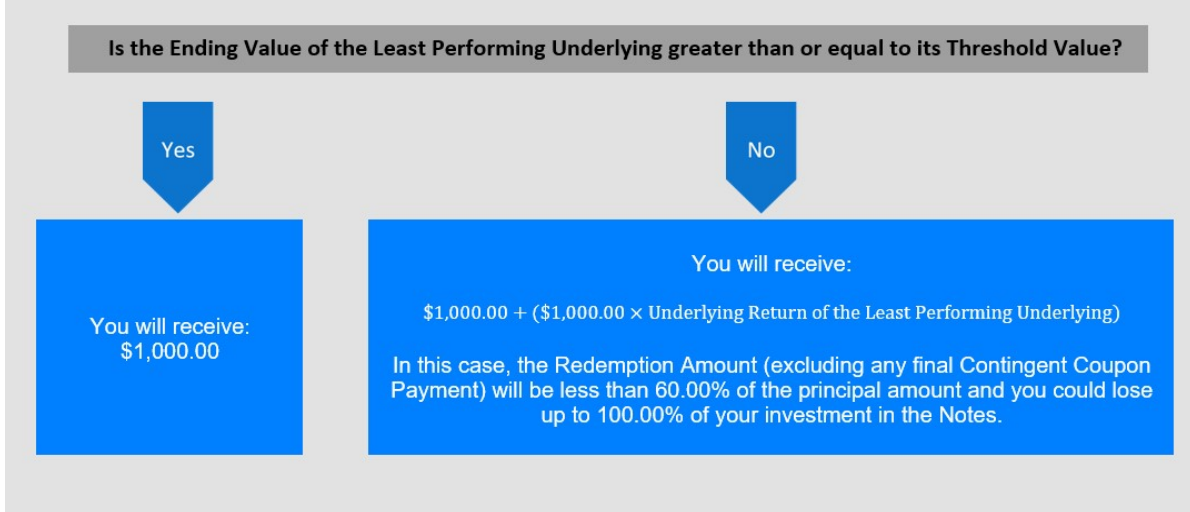 Is the Ending Value of the Least Performing Underlying greater than or equal to its Threshold Value?
Yes
No
You will receive:
$1,000.00
You will receive:
$1,000.00 + ($1,000.00 × Underlying Return of the Least Performing Underlying)
In this case, the Redemption Amount (excluding any final Contingent Coupon
Payment) will be less than 60.00% of the principal amount and you could lose
up to 100.00% of your investment in the Notes.